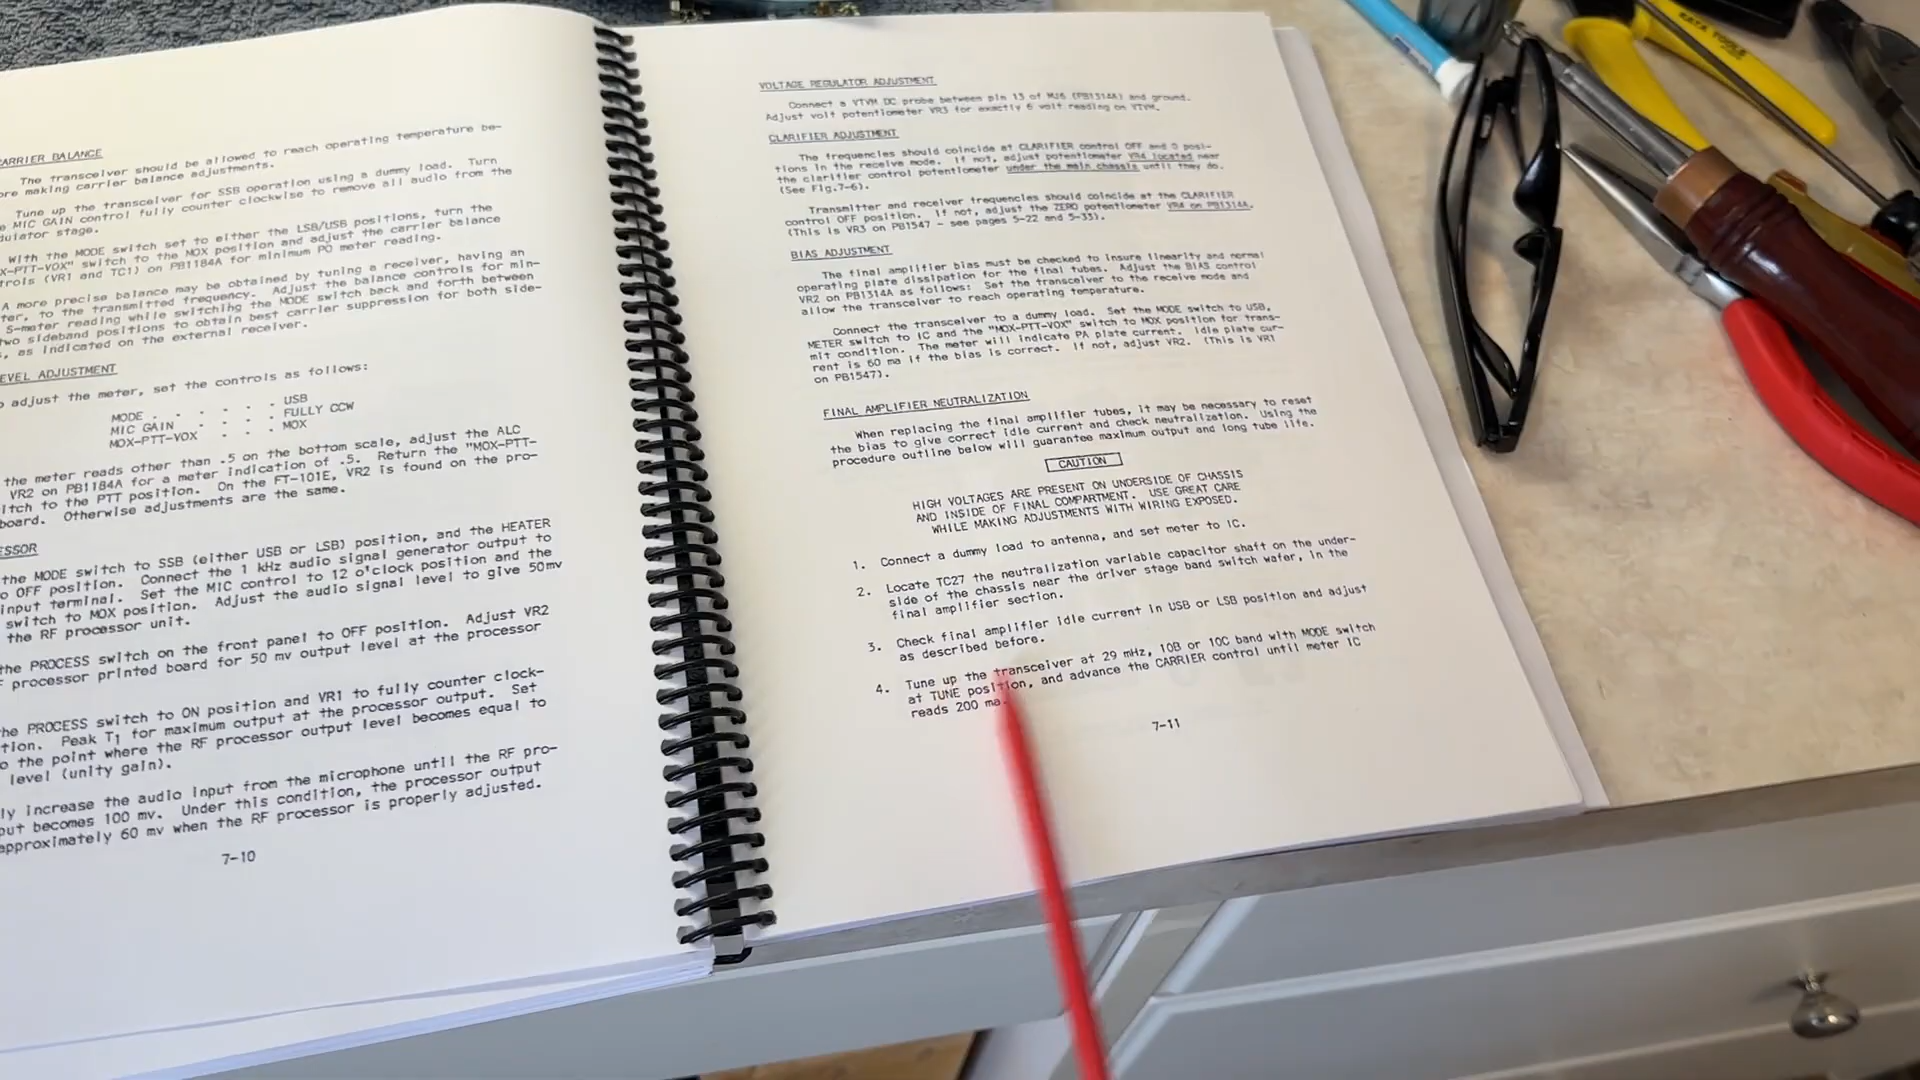 ARRIER BALANCE
The transceiver should be allowed to reach operating temperature be-
ore making carrier balance adjustments.
Tune up the transceiver for SSB operation using a dummy load. Turn
e MIC GAIN control fully counter clockwise to remove all audio from the
dulator stage.
With the MODE switch set to either the LSB/USB positions, turn the
X-PTT-VOX" switch to the MOX position and adjust the carrier balance
trols (VR1 and TC1) on PB1184A for minimum PO meter reading.
A more precise balance may be obtained by tuning a receiver, having an
ter, to the transmitted frequency. Adjust the balance controls for min-
S-meter reading while switching the MODE switch back and forth between
two sideband positions to obtain best carrier suppression for both side-
, as indicated on the external receiver.
EVEL ADJUSTMENT
o adjust the meter, set the controls as follows:
MODE . . . . . . . USB
MIC GAIN . . . . FULLY CCW
MOX-PTT-VOX . . . MOX
the meter reads other than .5 on the bottom scale, adjust the ALC
VR2 on PB1184A for a meter indication of .5. Return the "MOX-PTT-
itch to the PTT position. On the FT-101E, VR2 is found on the pro-
board. Otherwise adjustments are the same.
SSOR
the MODE switch to SSB (either USB or LSB) position, and the HEATER
o OFF position. Connect the 1 kHz audio signal generator output to
input terminal. Set the MIC control to 12 o'clock position and the
switch to MOX position. Adjust the audio signal level to give 50mv
the RF processor unit.
the PROCESS switch on the front panel to OFF position. Adjust VR2
F processor printed board for 50 mv output level at the processor
he PROCESS switch to ON position and VR1 to fully counter clock-
tion. Peak T1 for maximum output at the processor output. Set
o the point where the RF processor output level becomes equal to
level (unity gain).
ly increase the audio input from the microphone until the RF pro-
put becomes 100 mv. Under this condition, the processor output
approximately 60 mv when the RF processor is properly adjusted.
7-10
VOLTAGE REGULATOR ADJUSTMENT
Connect a VTVM DC probe between pin 13 of MJ6 (PB1314A) and ground.
Adjust volt potentiometer VR3 for exactly 6 volt reading on VTVM.
CLARIFIER ADJUSTMENT
The frequencies should coincide at CLARIFIER control OFF and 0 posi-
tions in the receive mode. If not, adjust potentiometer VR4 located near
the clarifier control potentiometer under the main chassis until they do.
(See Fig.7-6).
Transmitter and receiver frequencies should coincide at the CLARIFIER
control OFF position. If not, adjust the ZERO potentiometer VR4 on PB1314A.
(This is VR3 on PB1547 - see pages 5-22 and 5-33).
BIAS ADJUSTMENT
The final amplifier bias must be checked to insure linearity and normal
operating plate dissipation for the final tubes. Adjust the BIAS control
VR2 on PB1314A as follows: Set the transceiver to the receive mode and
allow the transceiver to reach operating temperature.
Connect the transceiver to a dummy load. Set the MODE switch to USB,
METER switch to IC and the "MOX-PTT-VOX" switch to MOX position for trans-
mit condition. The meter will indicate PA plate current. Idle plate cur-
rent is 60 ma if the bias is correct. If not, adjust VR2. (This is VR1
on PB1547).
FINAL AMPLIFIER NEUTRALIZATION
When replacing the final amplifier tubes, it may be necessary to reset
the bias to give correct idle current and check neutralization. Using the
procedure outline below will guarantee maximum output and long tube life.
CAUTION
HIGH VOLTAGES ARE PRESENT ON UNDERSIDE OF CHASSIS
AND INSIDE OF FINAL COMPARTMENT. USE GREAT CARE
WHILE MAKING ADJUSTMENTS WITH WIRING EXPOSED.
1. Connect a dummy load to antenna, and set meter to IC.
2. Locate TC27 the neutralization variable capacitor shaft on the under-
side of the chassis near the driver stage band switch wafer, in the
final amplifier section.
3. Check final amplifier idle current in USB or LSB position and adjust
as described before.
4. Tune up the transceiver at 29 mHz, 10B or 10C band with MODE switch
at TUNE position, and advance the CARRIER control until meter IC
reads 200 ma.
7-11
KATA TOOLS